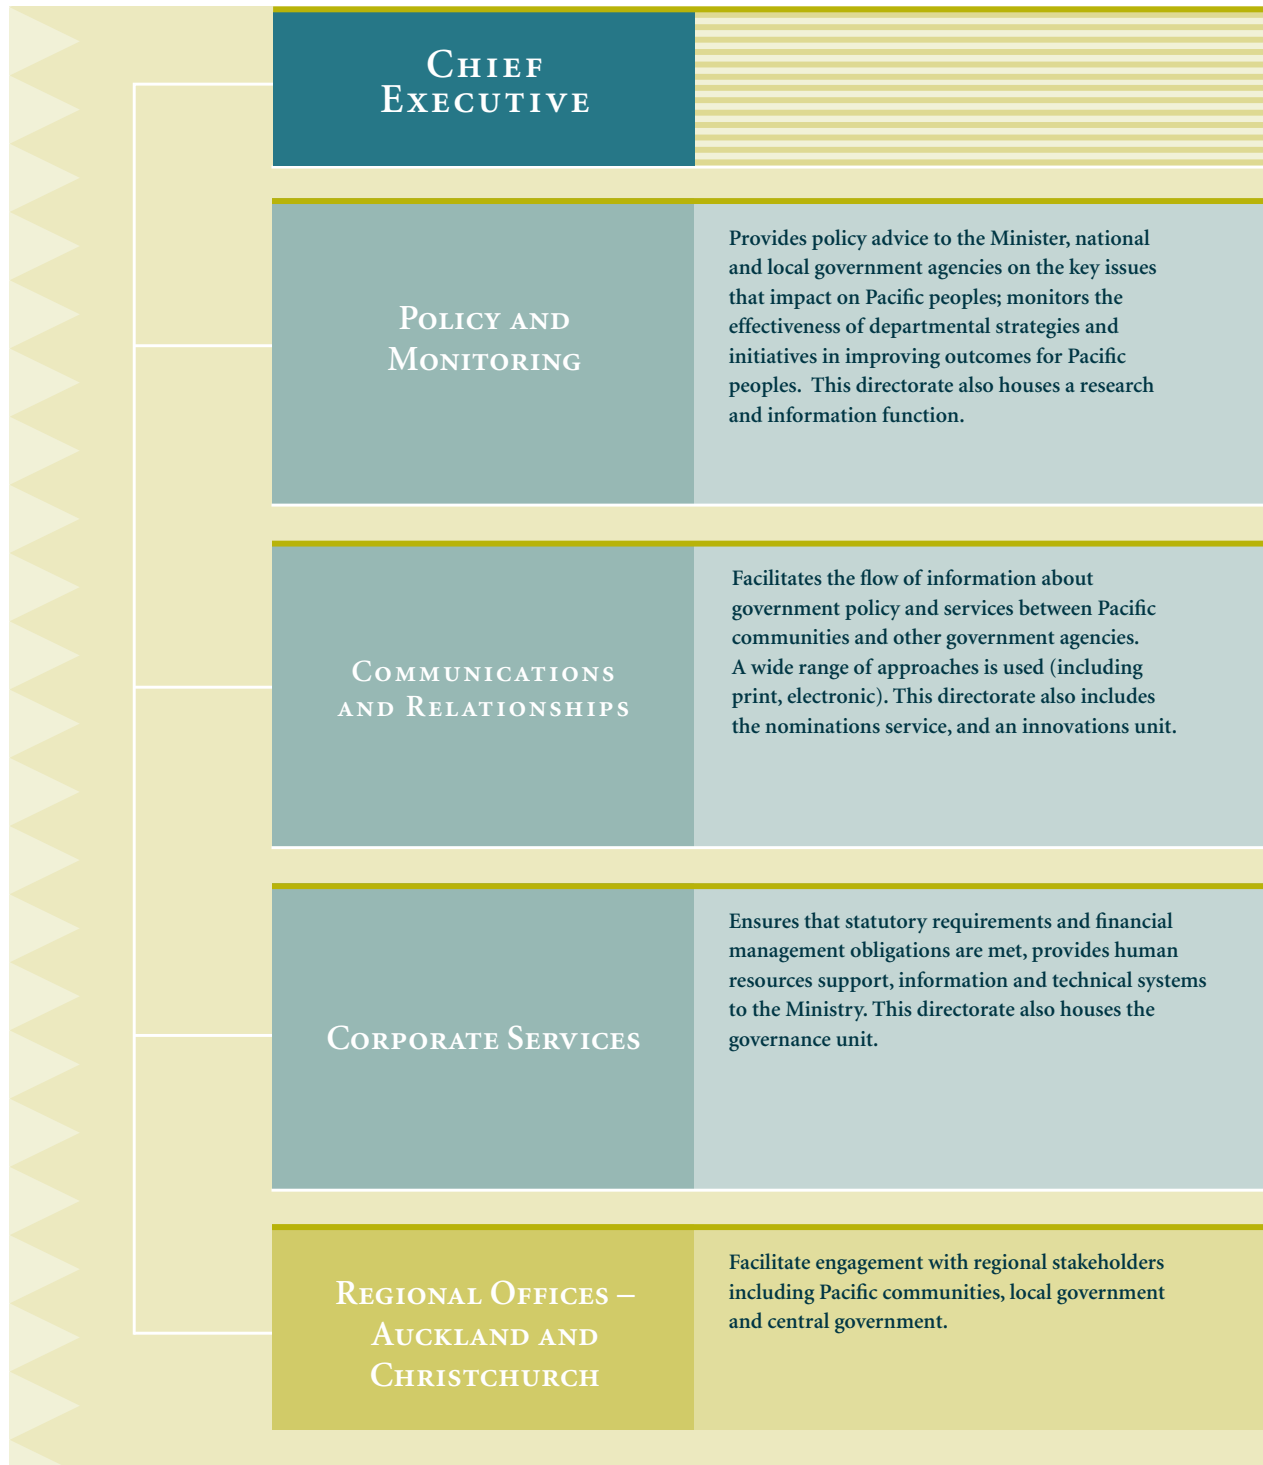 Chief
Executive
Policy and
Monitoring
Provides policy advice to the Minister, national
and local government agencies on the key issues
that impact on Pacific peoples; monitors the
effectiveness of departmental strategies and
initiatives in improving outcomes for Pacific
peoples.  This directorate also houses a research
and information function.
Communications
and Relationships
Facilitates the flow of information about
government policy and services between Pacific
communities and other government agencies.
A wide range of approaches is used (including
print, electronic). This directorate also includes
the nominations service, and an innovations unit.
Corporate Services
Ensures that statutory requirements and financial
management obligations are met, provides human
resources support, information and technical systems
to the Ministry. This directorate also houses the
governance unit.
Regional Offices –
Auckland and
Christchurch
Facilitate engagement with regional stakeholders
including Pacific communities, local government
and central government.